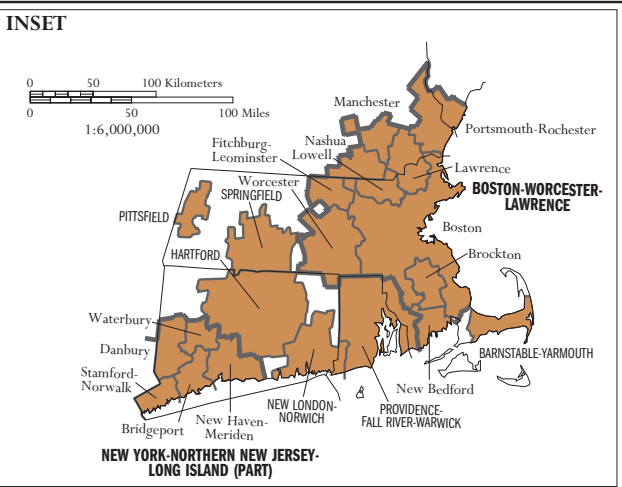 INSET
0 50 100 Kilometers
0 50 100 Miles
1:6,000,000
Manchester
Portsmouth-Rochester
Fitchburg-
Leominster
Nashua
Lowell
Lawrence
Worcester
BOSTON-WORCESTER-
LAWRENCE
SPRINGFIELD
PITTSFIELD
Boston
HARTFORD
Brockton
Waterbury
Danbury
BARNSTABLE-YARMOUTH
Stamford-
Norwalk
New Bedford
NEW LONDON-
NORWICH
PROVIDENCE-
FALL RIVER-WARWICK
Bridgeport
New Haven-
Meriden
NEW YORK-NORTHERN NEW JERSEY-
LONG ISLAND (PART)